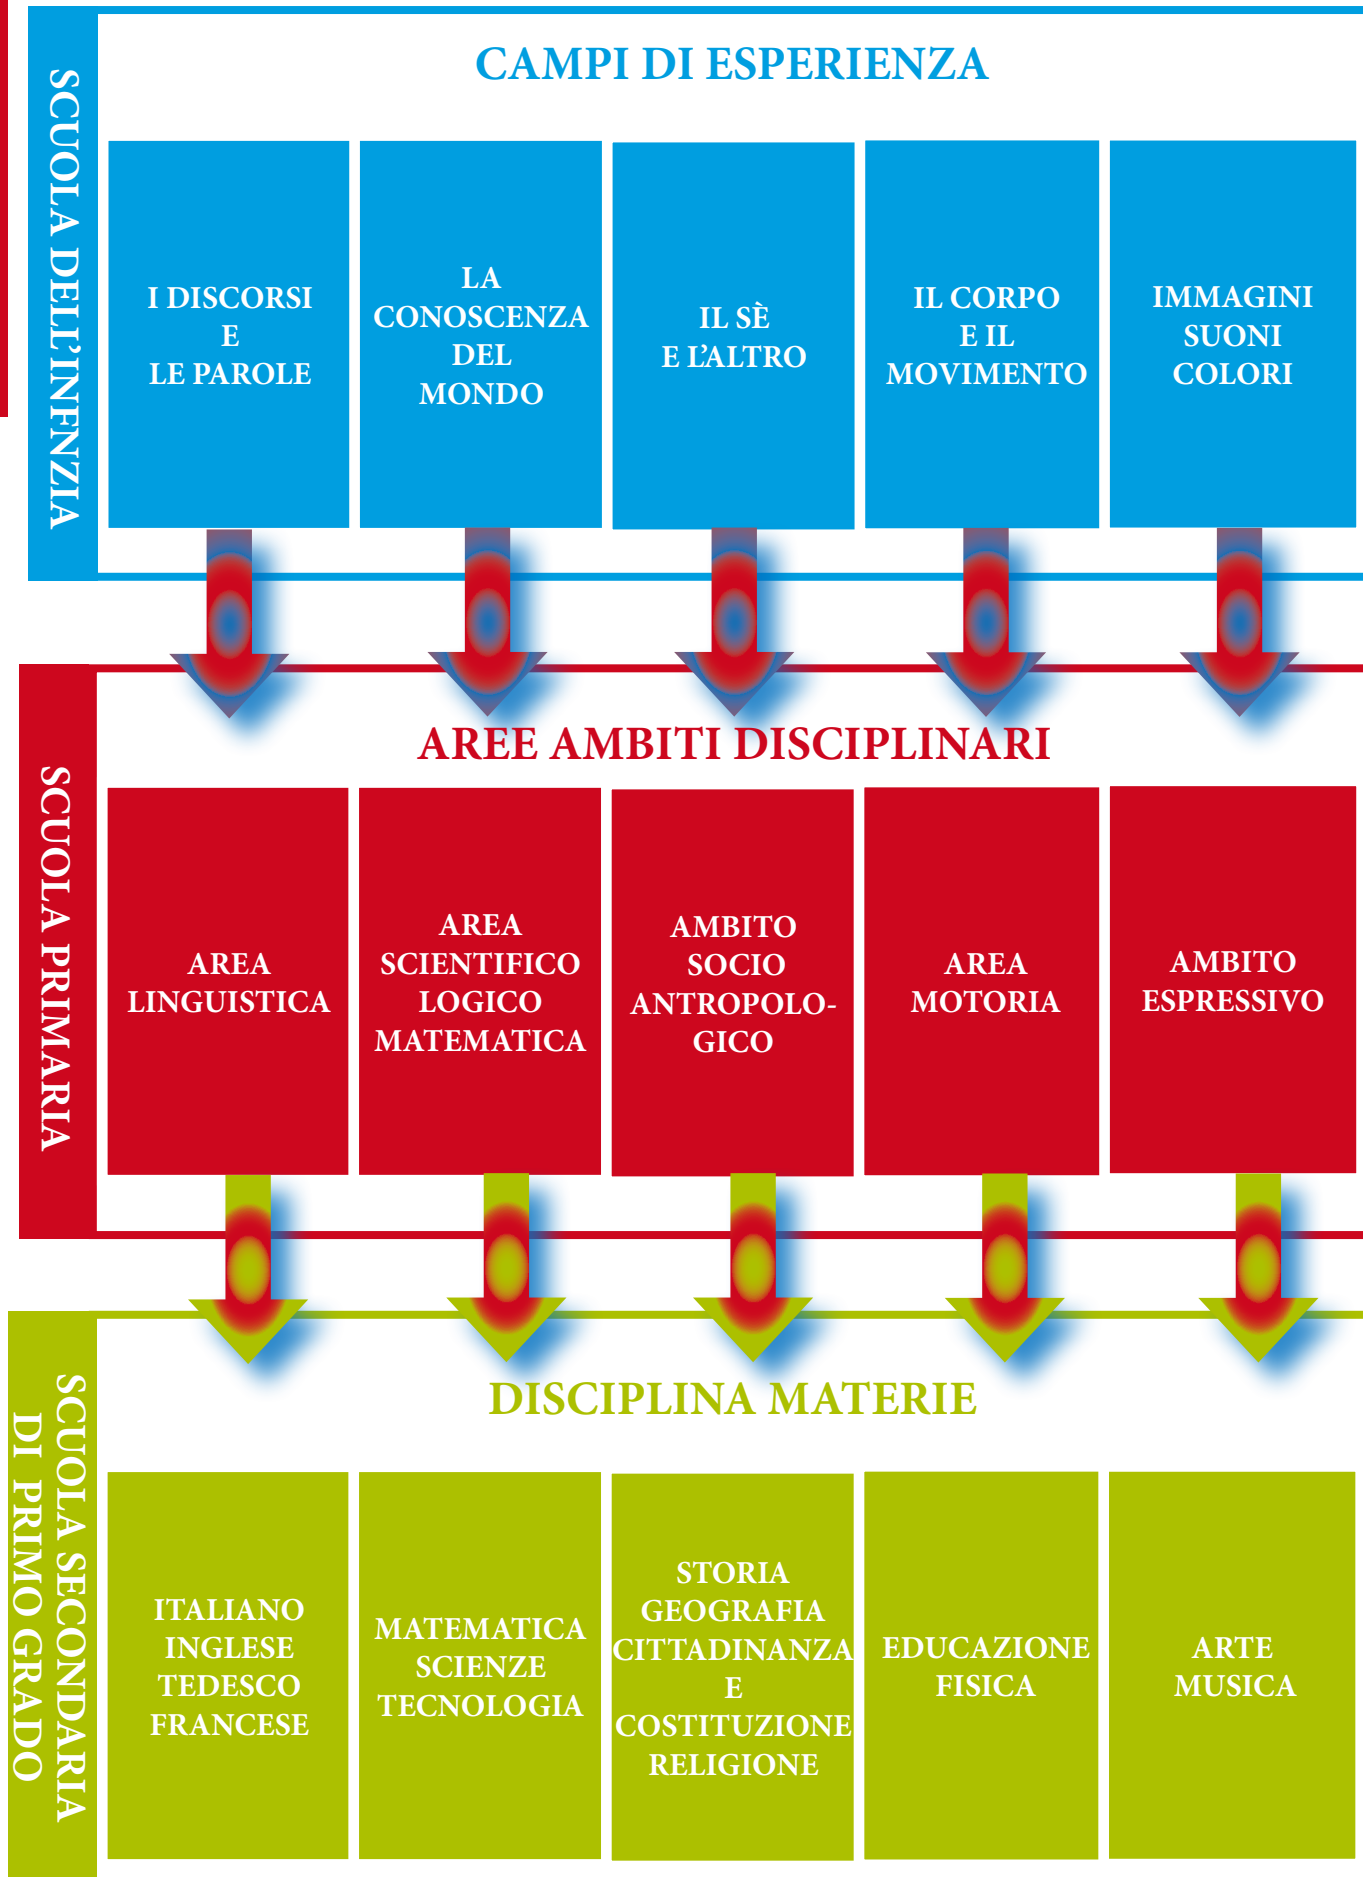 SCUOLA DELL'INFNZIA
CAMPI DI ESPERIENZA
I DISCORSI
E
LE PAROLE
LA
CONOSCENZA
DEL
MONDO
IL SÈ
E L'ALTRO
IL CORPO
E IL
MOVIMENTO
IMMAGINI
SUONI
COLORI
SCUOLA PRIMARIA
AREE AMBITI DISCIPLINARI
AREA
LINGUISTICA
AREA
SCIENTIFICO
LOGICO
MATEMATICA
AMBITO
SOCIO
ANTROPOLO-
GICO
AREA
MOTORIA
AMBITO
ESPRESSIVO
SCUOLA SECONDARIA
DI PRIMO GRADO
DISCIPLINA MATERIE
ITALIANO
INGLESE
TEDESCO
FRANCESE
MATEMATICA
SCIENZE
TECNOLOGIA
STORIA
GEOGRAFIA
CITTADINANZA
E
COSTITUZIONE
RELIGIONE
EDUCAZIONE
FISICA
ARTE
MUSICA